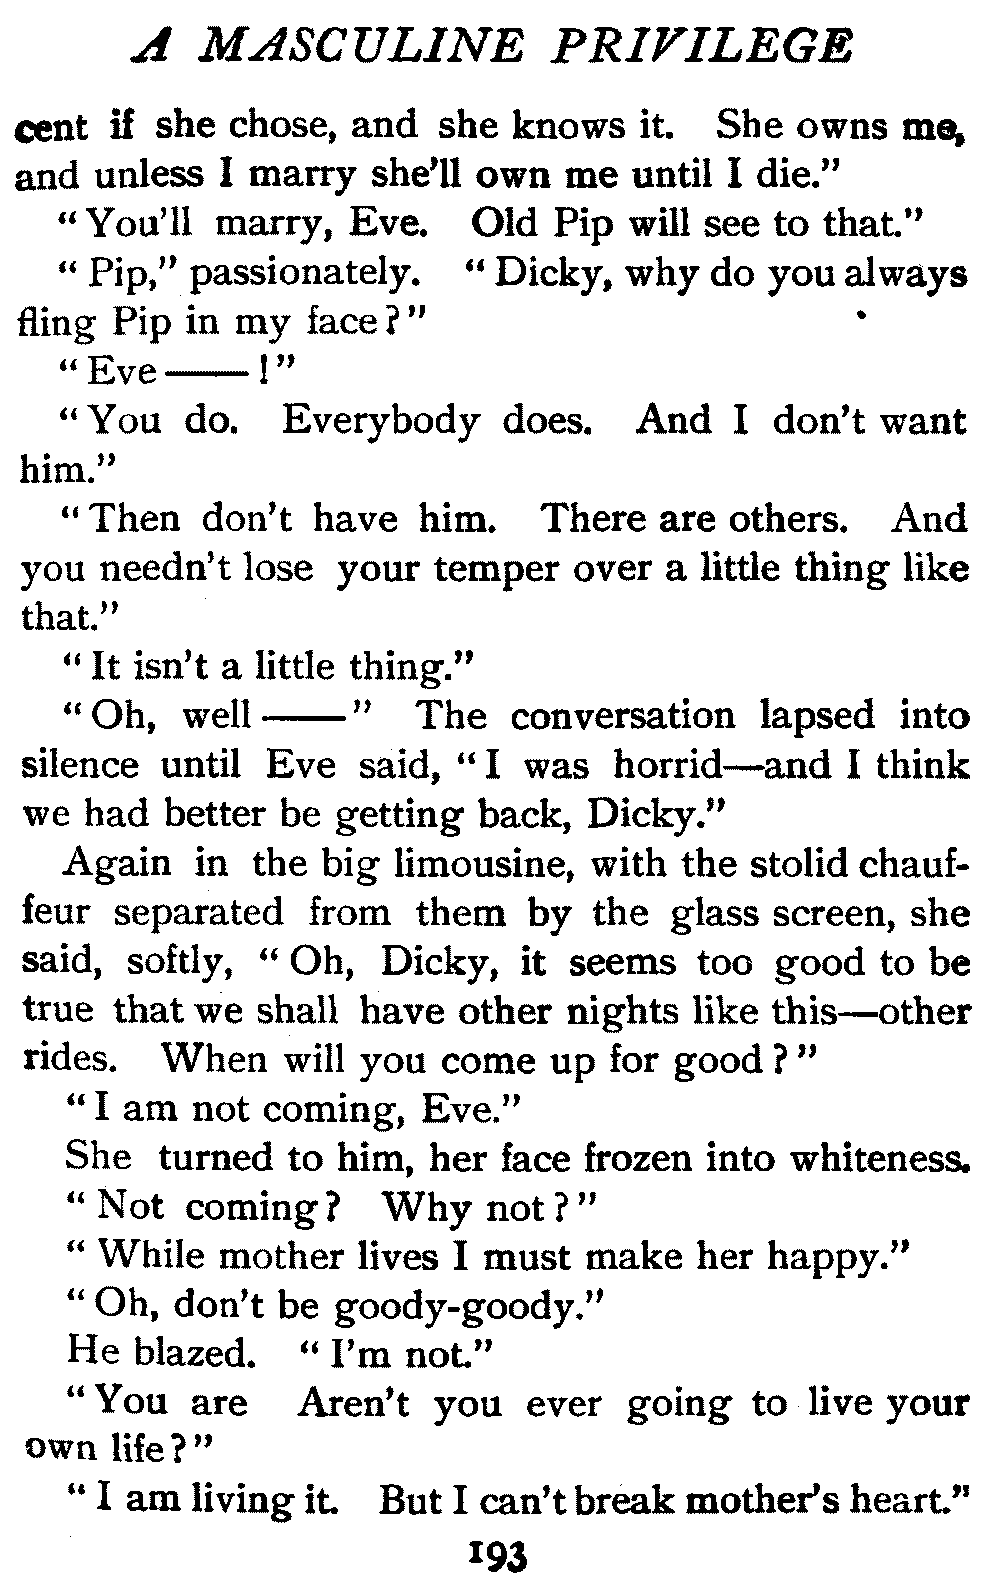 A MASCULINE PRIVILEGE
cent if she chose, and she knows it. She owns me,
and unless I marry she'll own me until I die."
"You'll marry, Eve. Old Pip will see to that."
"Pip," passionately. "Dicky, why do you always
fling Pip in my face?"
"Eve——!"
"You do. Everybody does. And I don't want
him."
"Then don't have him. There are others. And
you needn't lose your temper over a little thing like
that."
"It isn't a little thing."
"Oh, well——" The conversation lapsed into
silence until Eve said, "I was horrid—and I think
we had better be getting back, Dicky."
Again in the big limousine, with the stolid chauf-
feur separated from them by the glass screen, she
said, softly, "Oh, Dicky, it seems too good to be
true that we shall have other nights like this—other
rides. When will you come up for good?"
"I am not coming, Eve."
She turned to him, her face frozen into whiteness.
"Not coming? Why not?"
"While mother lives I must make her happy."
"Oh, don't be goody-goody."
He blazed. "I'm not."
"You are Aren't you ever going to live your
own life?"
"I am living it. But I can't break mother's heart."
193